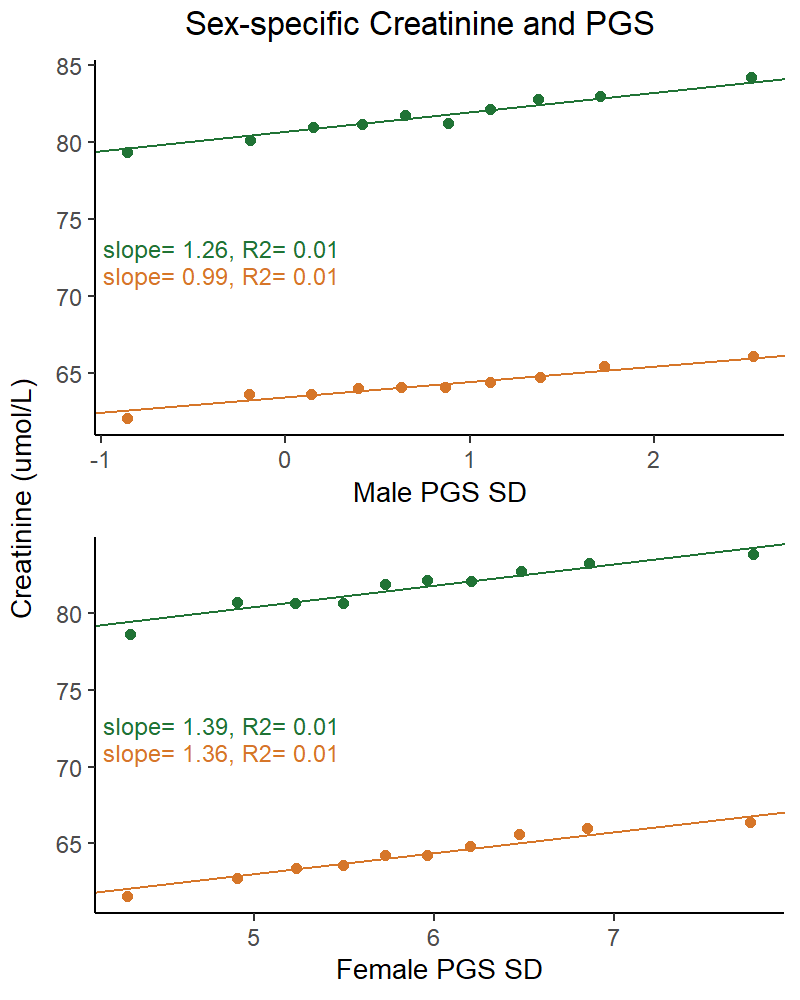 Sex-specific Creatinine and PGS
Creatinine (umol/L)
85
80
75
70
65
slope= 1.26, R2= 0.01
slope= 0.99, R2= 0.01
-1 0 1 2
Male PGS SD
80
75
70
65
slope= 1.39, R2= 0.01
slope= 1.36, R2= 0.01
5 6 7
Female PGS SD